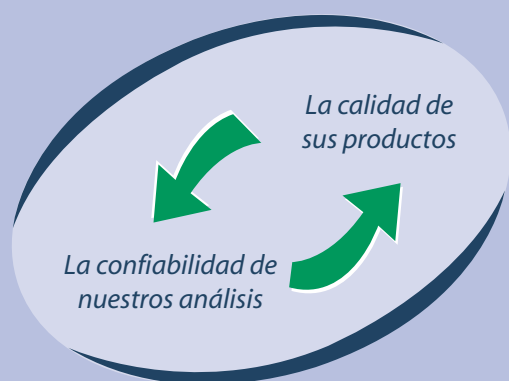 La calidad de
sus productos
La confiabilidad de
nuestros análisis